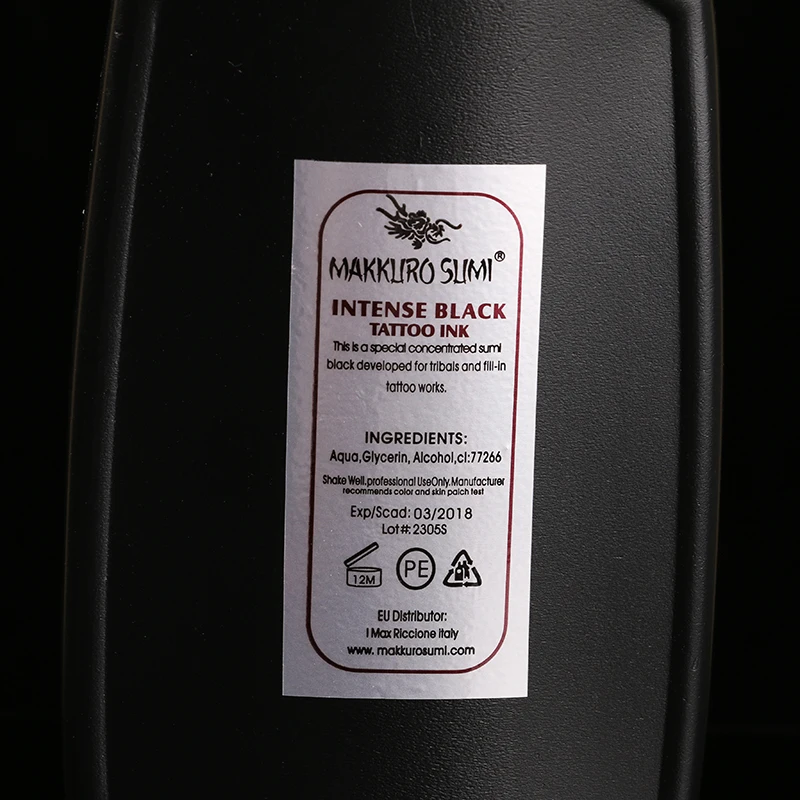 MAKKURO SUMI®
INTENSE BLACK
TATTOO INK
This is a special concentrated sumi
black developed for tribals and fill-in
tattoo works.
INGREDIENTS:
Aqua,Glycerin, Alcohol,cl:77266
Shake Well.professional UseOnly.Manufacturer
recommends color and skin patch test
Exp/Scad: 03/2018
Lot#: 2305S
12M
PE
EU Distributor:
I Max Riccione Italy
www. makkurosumi.com